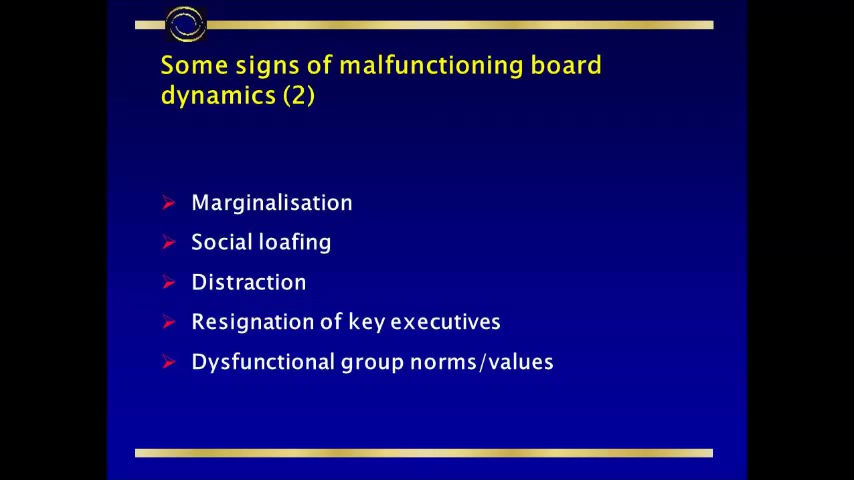 Some signs of malfunctioning board
dynamics (2)
Marginalisation
Social loafing
Distraction
Resignation of key executives
Dysfunctional group norms/values